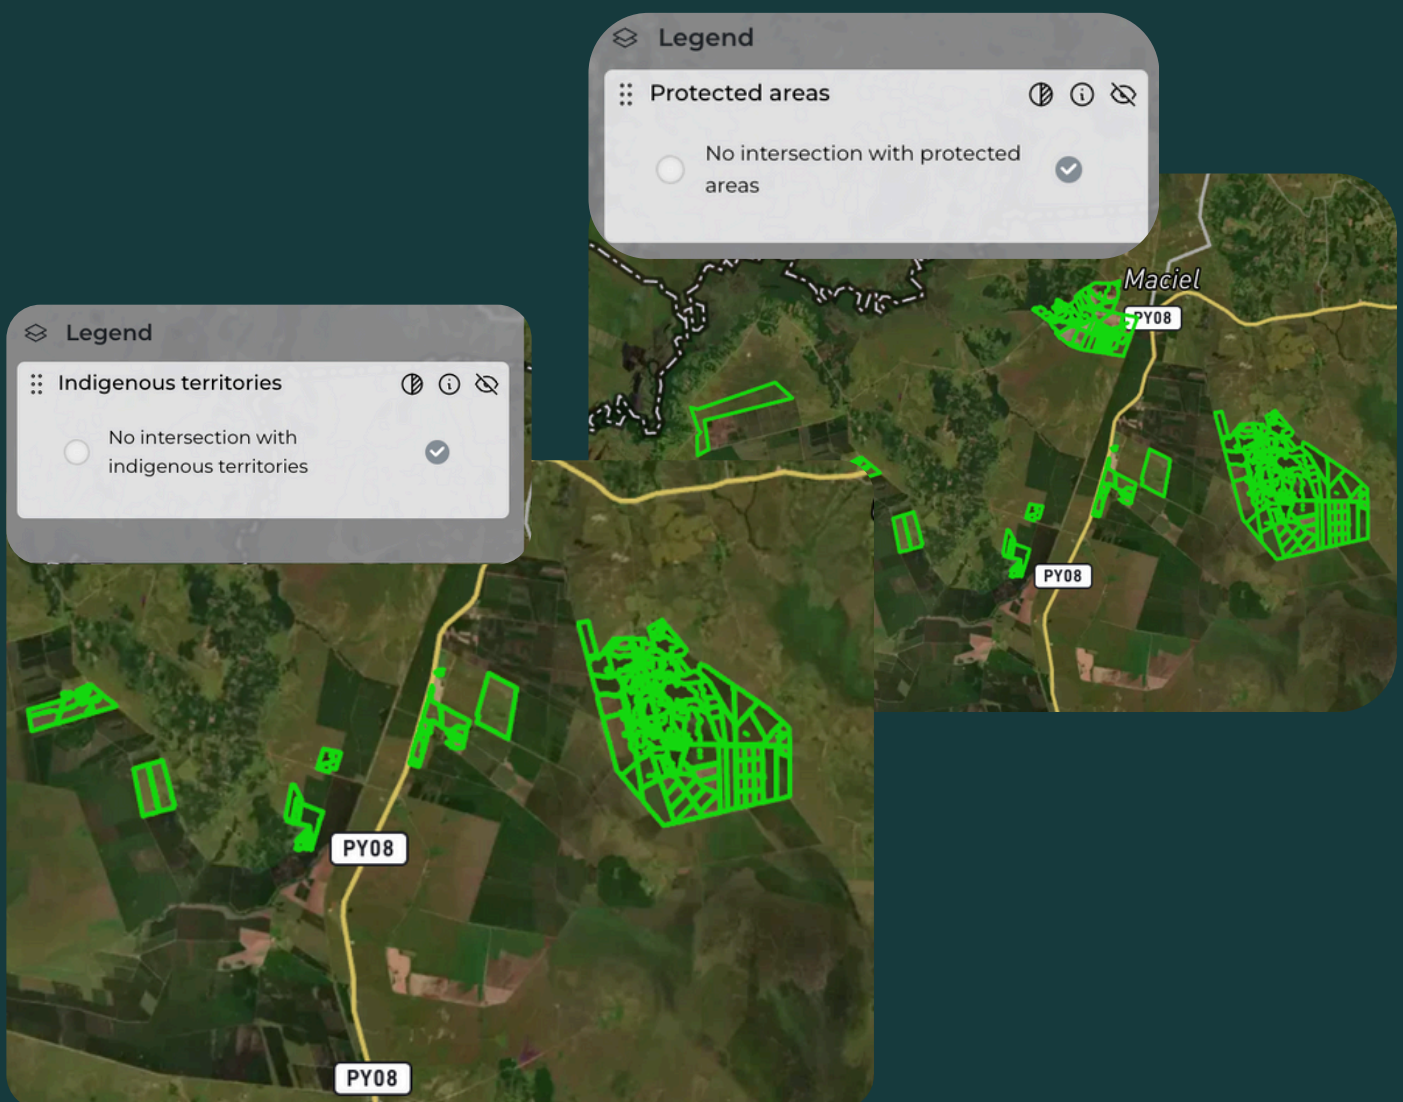 Legend
Protected areas
No intersection with protected
areas
Maciel
PY08
PY08
Legend
Indigenous territories
No intersection with
indigenous territories
PY08
PY08